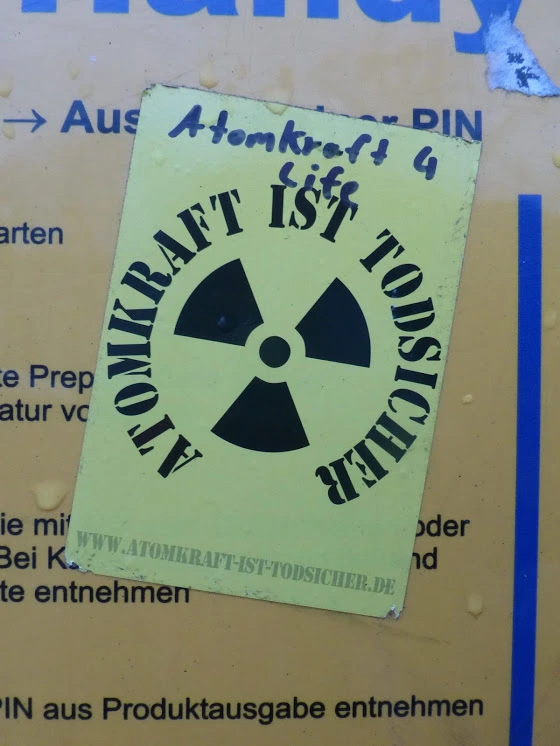 Handy
→ Aus PIN
Atomkraft 4
Life
ATOMKRAFT IST TODSICHER
arten
te Prep
atur vo
ie mit oder
Bei K nd
te entnehmen
WWW.ATOMKRAFT-IST-TODSICHER.DE
PIN aus Produktausgabe entnehmen